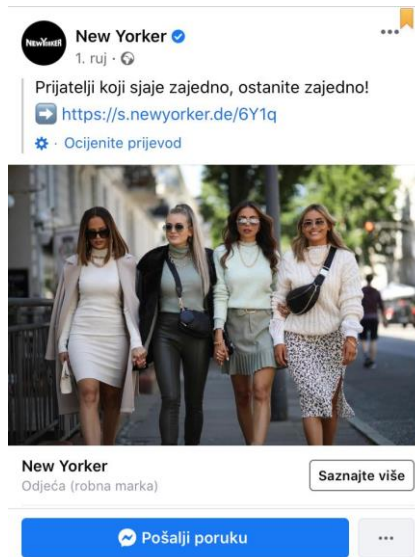 NEWYORKER
New Yorker
1. ruj ·
Prijatelji koji sjaje zajedno, ostanite zajedno!
https://s.newyorker.de/6Y1q
· Ocijenite prijevod
New Yorker
Odjeća (robna marka)
Saznajte više
Pošalji poruku